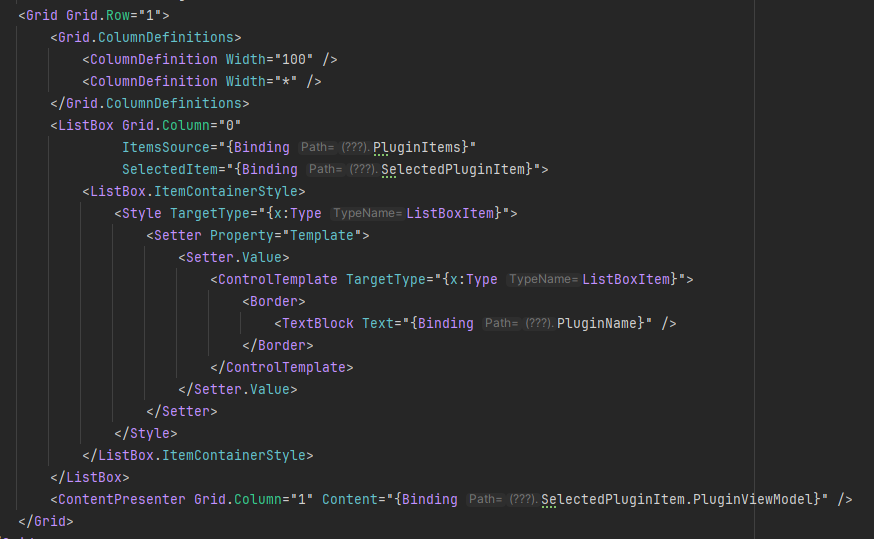 <Grid Grid.Row="1">
<Grid.ColumnDefinitions>
<ColumnDefinition Width="100" />
<ColumnDefinition Width="*" />
</Grid.ColumnDefinitions>
<ListBox Grid.Column="0"
ItemsSource="{Binding Path= (???).PluginItems}"
SelectedItem="{Binding Path= (???).SelectedPluginItem}">
<ListBox.ItemContainerStyle>
<Style TargetType="{x:Type TypeName=ListBoxItem}">
<Setter Property="Template">
<Setter.Value>
<ControlTemplate TargetType="{x:Type TypeName=ListBoxItem}">
<Border>
<TextBlock Text="{Binding Path= (???).PluginName}" />
</Border>
</ControlTemplate>
</Setter.Value>
</Setter>
</Style>
</ListBox.ItemContainerStyle>
</ListBox>
<ContentPresenter Grid.Column="1" Content="{Binding Path= (???).SelectedPluginItem.PluginViewModel}" />
</Grid>